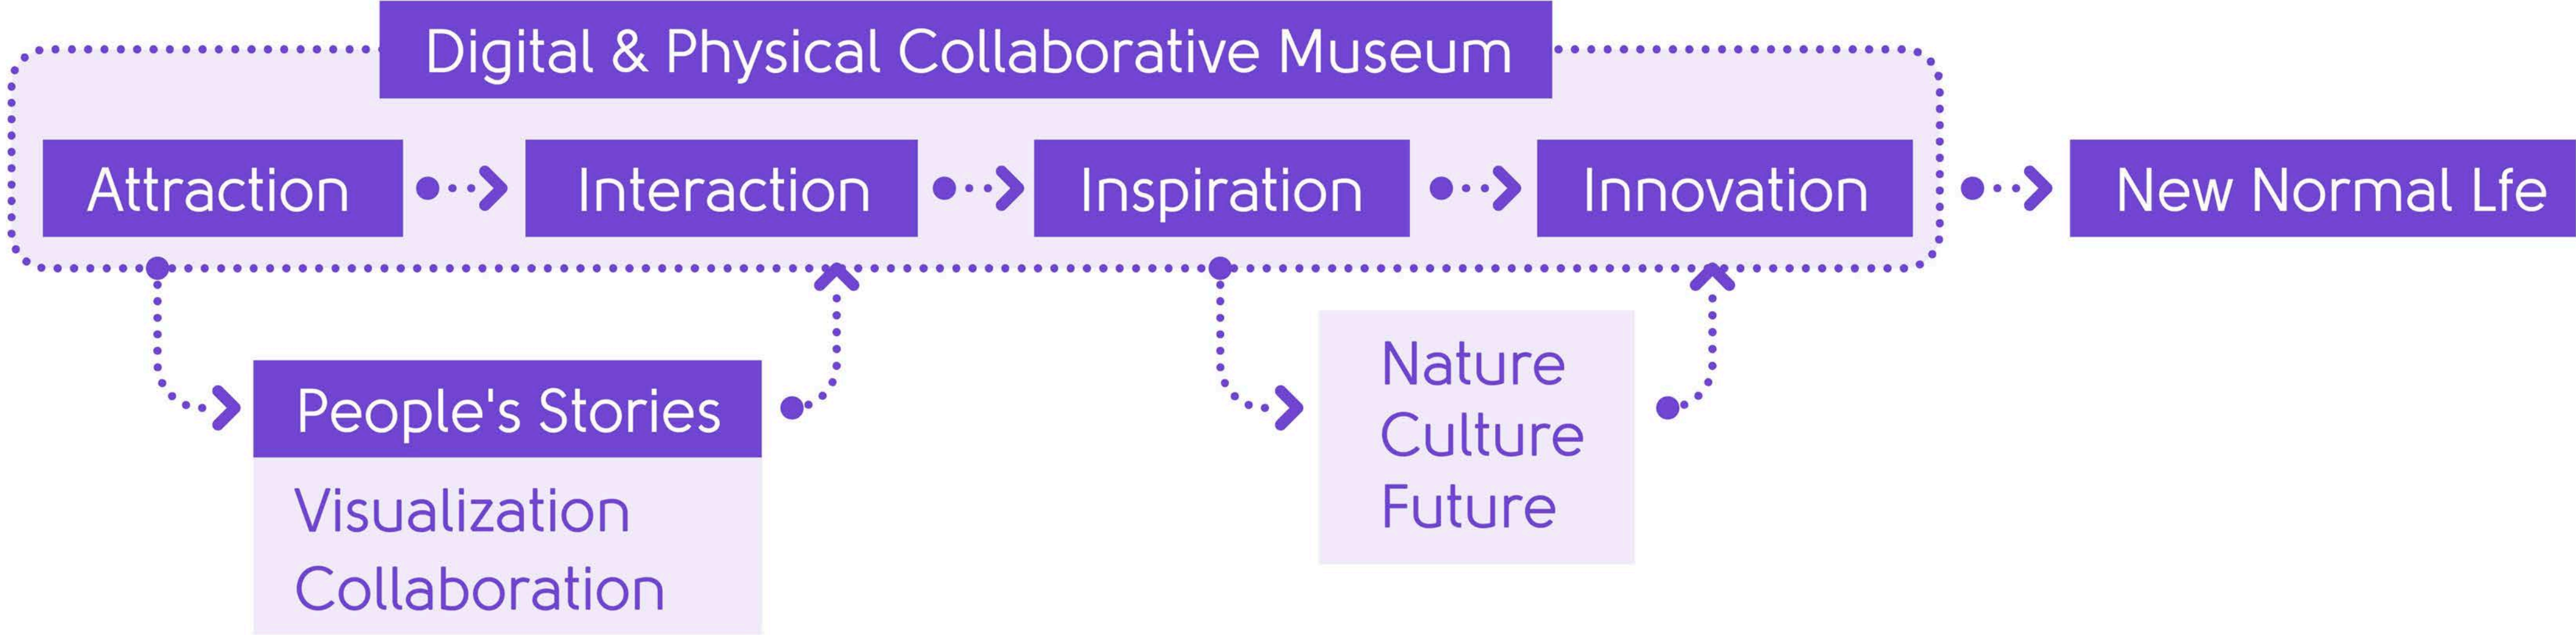 Digital & Physical Collaborative Museum
Attraction
Interaction
Inspiration
Innovation
New Normal Lfe
People's Stories
Visualization
Collaboration
Nature
Culture
Future